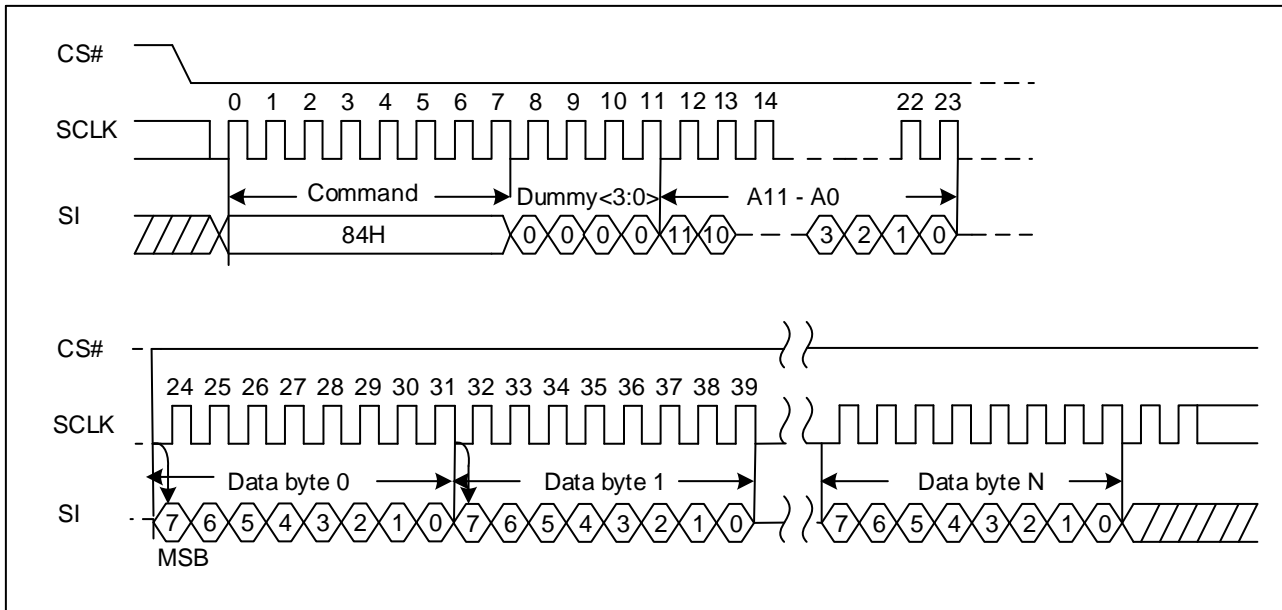 CS#
0 1 2 3 4 5 6 7 8 9 10 11 12 13 14 22 23
SCLK
Command Dummy<3:0> A11 - A0
SI
84H 0 0 0 0 11 10 3 2 1 0
CS#
24 25 26 27 28 29 30 31 32 33 34 35 36 37 38 39
SCLK
Data byte 0 Data byte 1 Data byte N
SI
7 6 5 4 3 2 1 0 7 6 5 4 3 2 1 0 7 6 5 4 3 2 1 0
MSB